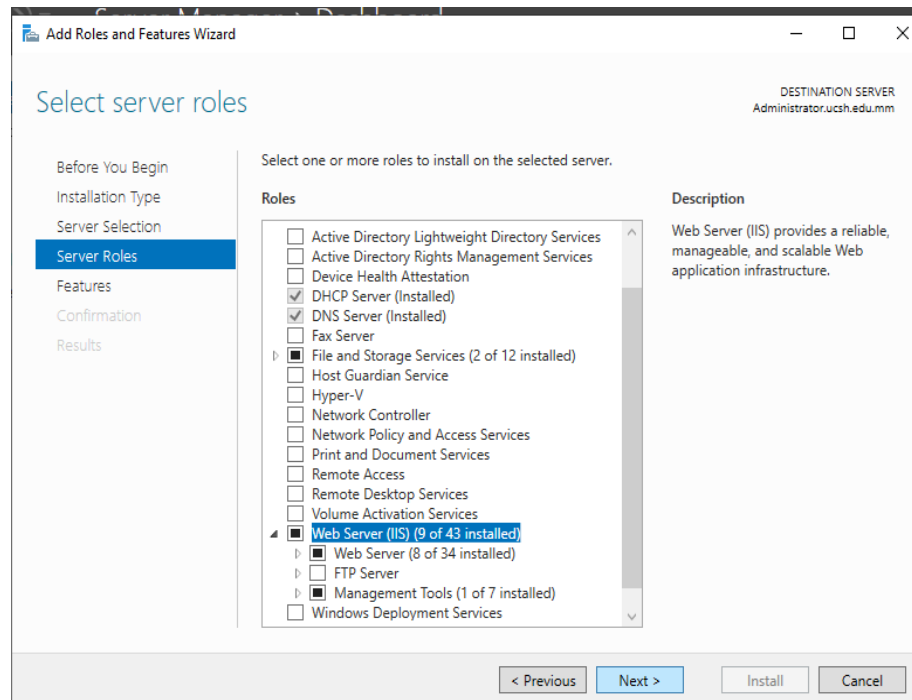 Server Manager › Dashboard
Add Roles and Features Wizard
Select server roles
DESTINATION SERVER
Administrator.ucsh.edu.mm
Before You Begin
Installation Type
Server Selection
Server Roles
Features
Confirmation
Results
Select one or more roles to install on the selected server.
Roles
Active Directory Lightweight Directory Services
Active Directory Rights Management Services
Device Health Attestation
DHCP Server (Installed)
DNS Server (Installed)
Fax Server
File and Storage Services (2 of 12 installed)
Host Guardian Service
Hyper-V
Network Controller
Network Policy and Access Services
Print and Document Services
Remote Access
Remote Desktop Services
Volume Activation Services
Web Server (IIS) (9 of 43 installed)
Web Server (8 of 34 installed)
FTP Server
Management Tools (1 of 7 installed)
Windows Deployment Services
Description
Web Server (IIS) provides a reliable,
manageable, and scalable Web
application infrastructure.
< Previous
Next >
Install
Cancel